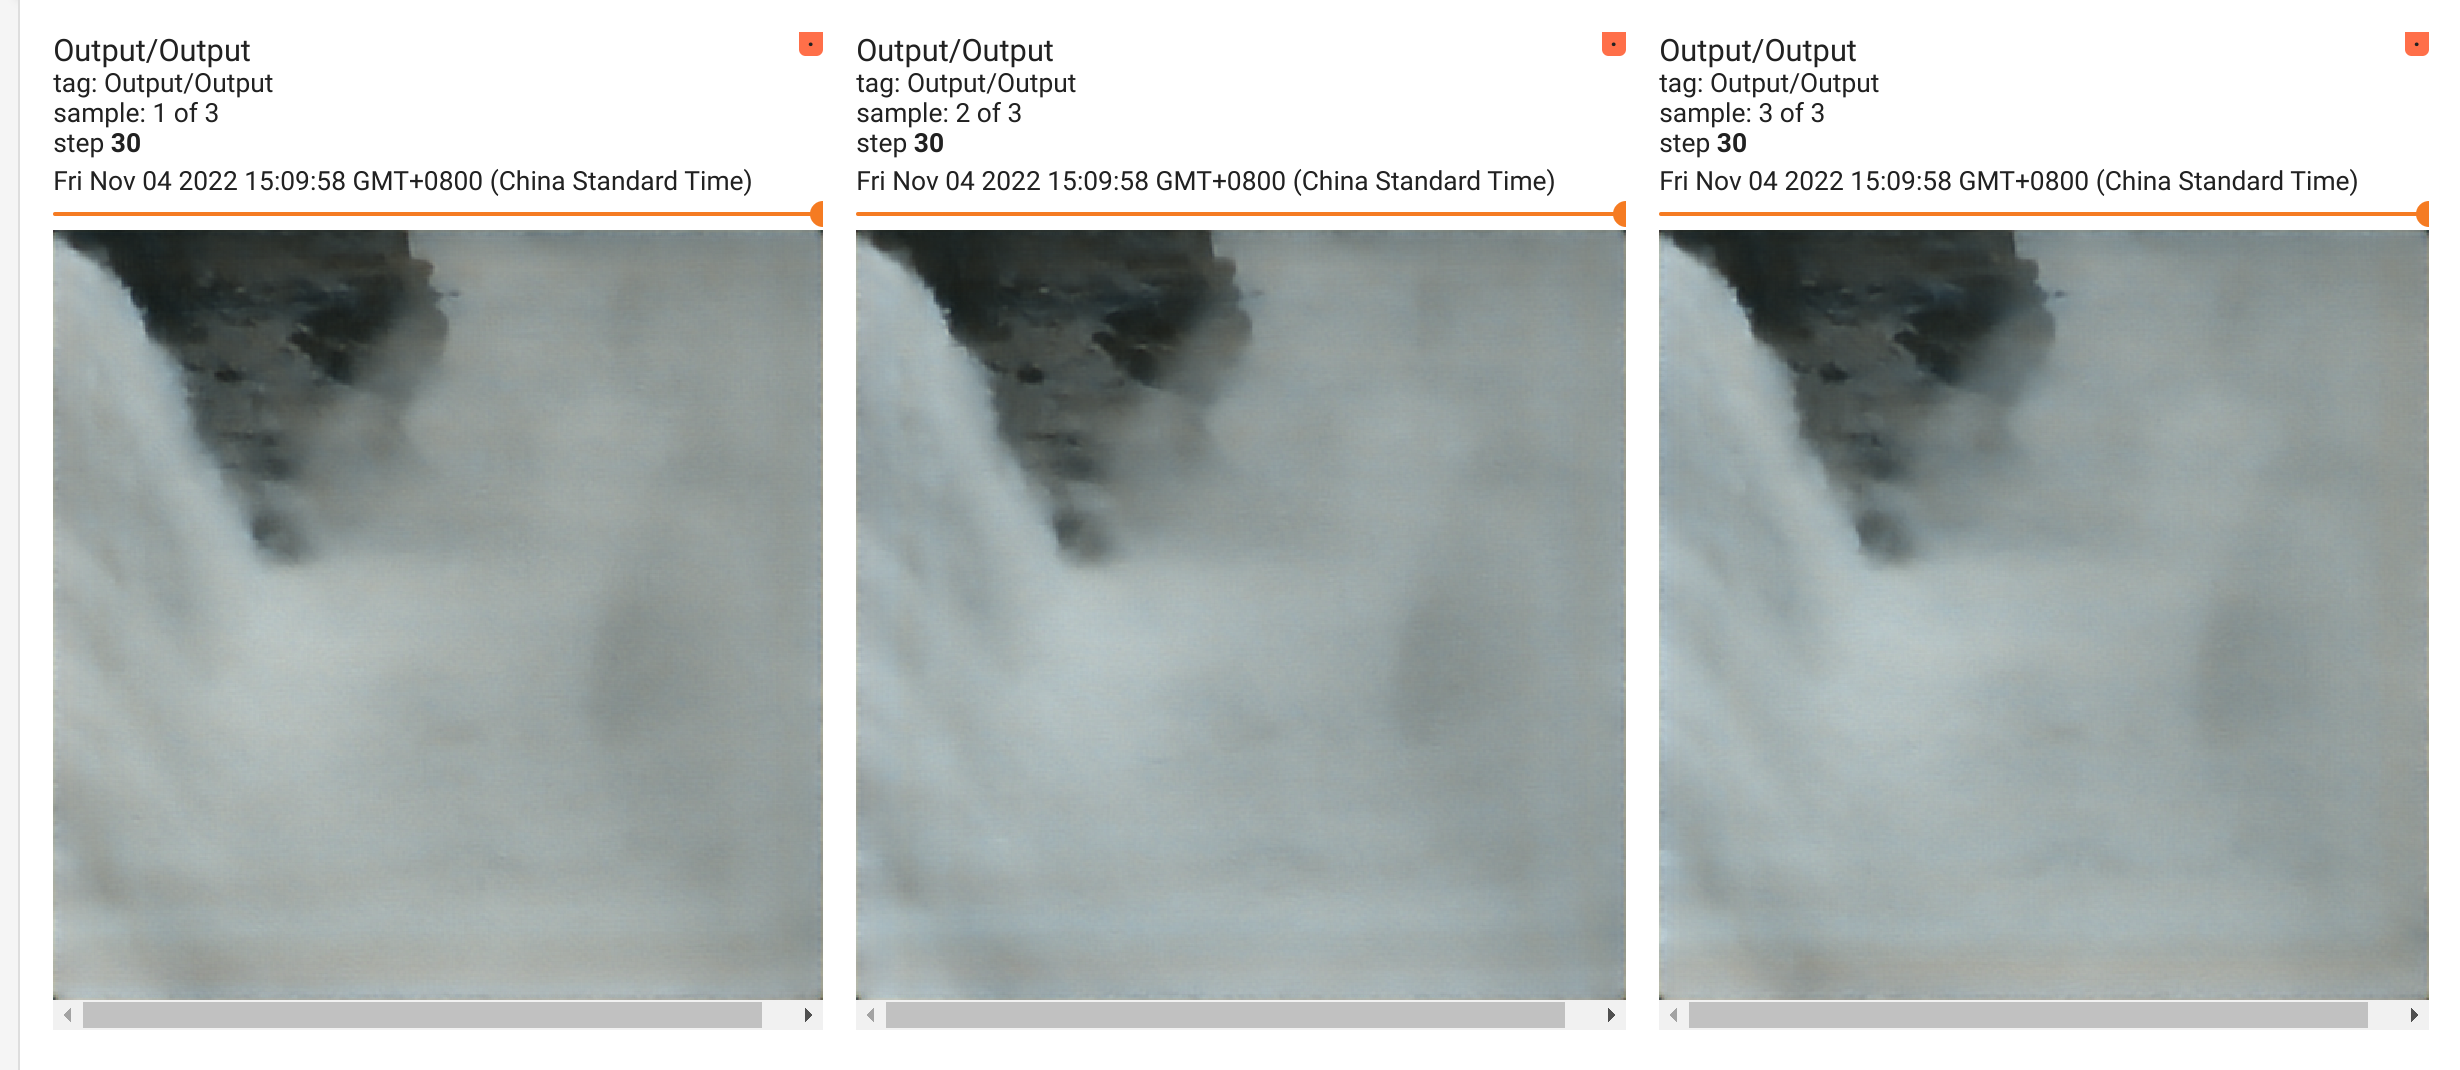 Output/Output
tag: Output/Output
sample: 1 of 3
step 30
Fri Nov 04 2022 15:09:58 GMT+0800 (China Standard Time)
Output/Output
tag: Output/Output
sample: 2 of 3
step 30
Fri Nov 04 2022 15:09:58 GMT+0800 (China Standard Time)
Output/Output
tag: Output/Output
sample: 3 of 3
step 30
Fri Nov 04 2022 15:09:58 GMT+0800 (China Standard Time)